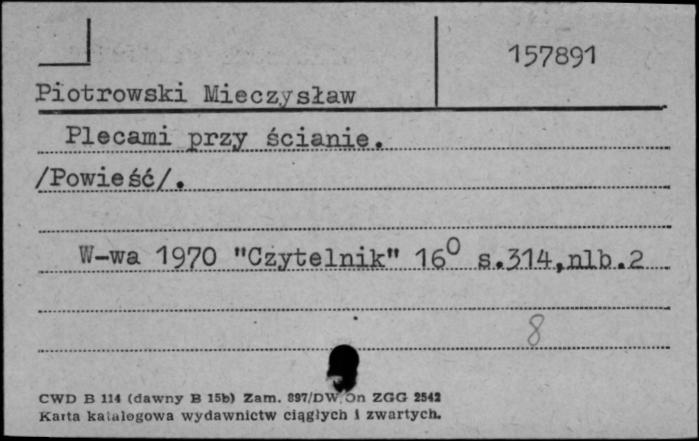 157891
Piotrowski Mieczysław
Plecami przy ścianie.
/Powieść/.
W-wa 1970 "Czytelnik" 16⁰ s.314,nlb.2
8
CWD B 114 (dawny B 15b) Zam. 897/DW/On ZGG 2542
Karta katalogowa wydawnictw ciągłych i zwartych.